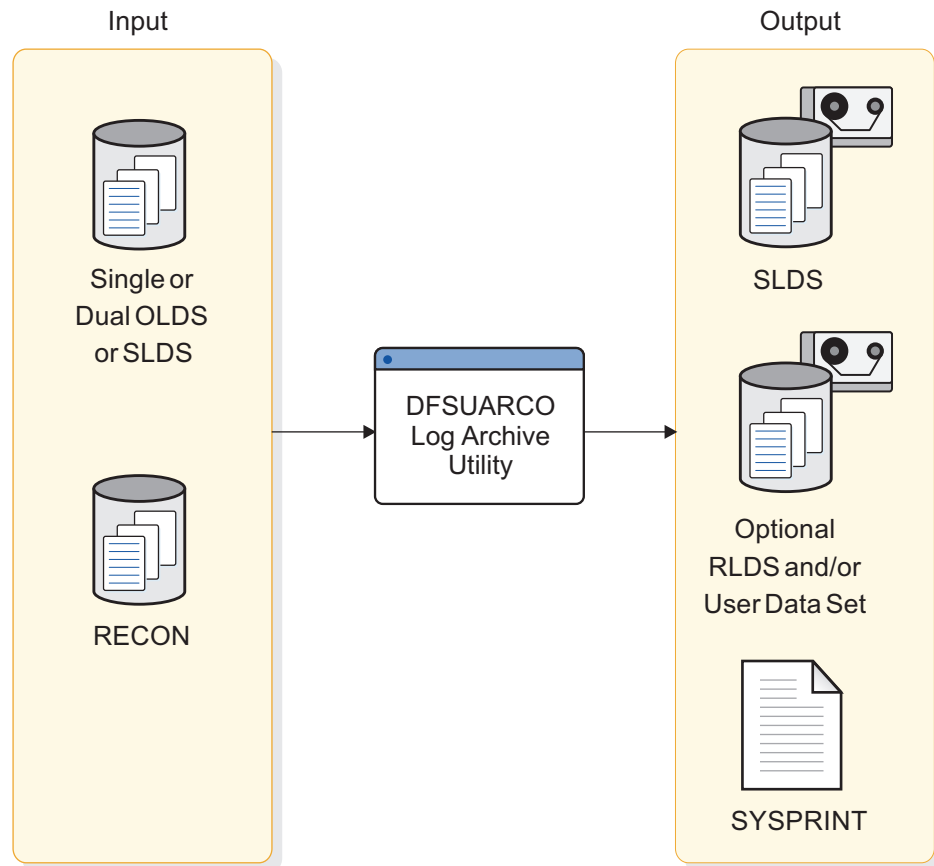 Input
Single or
Dual OLDS
or SLDS
RECON
DFSUARCO
Log Archive
Utility
Output
SLDS
Optional
RLDS and/or
User Data Set
SYSPRINT